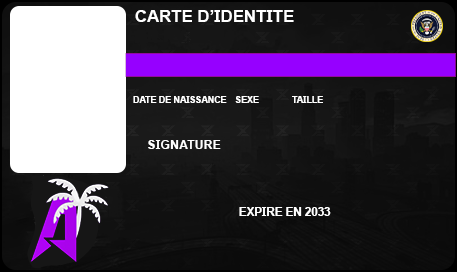 CARTE D'IDENTITE
DATE DE NAISSANCE SEXE TAILLE
SIGNATURE
EXPIRE EN 2033